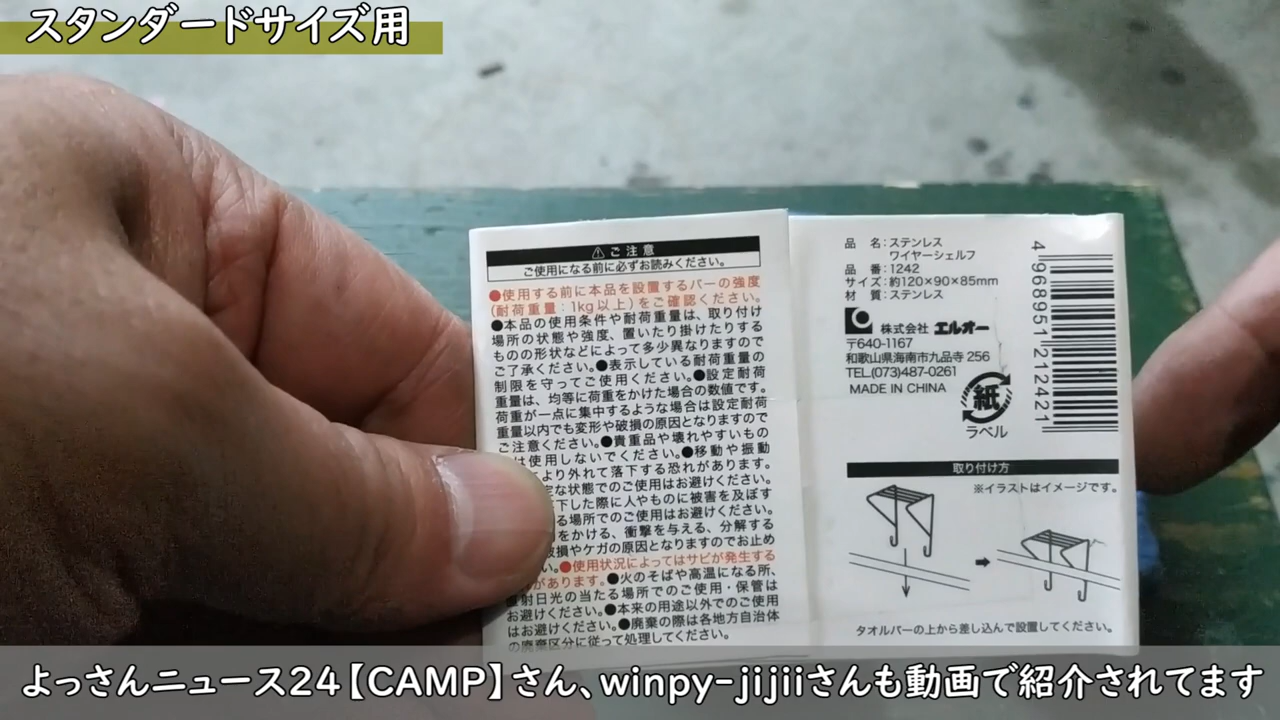 スタンダードサイズ用
⚠ご注意
ご使用になる前に必ずお読みください。
●使用する前に本品を設置するバーの強度
(耐荷重量:1kg以上)をご確認ください。
●本品の使用条件や耐荷重量は、取り付け
場所の状態や強度、置いたり掛けたりする
ものの形状などによって多少異なりますので
ご了承ください。●表示している耐荷重量の
制限を守ってご使用ください。●設定耐荷
重量は、均等に荷重をかけた場合の数値です。
荷重が一点に集中するような場合は設定耐荷
重量以内でも変形や破損の原因となりますので
ご注意ください。●貴重品や壊れやすいもの
は使用しないでください。●移動や振動
により外れて落下する恐れがあります。
定な状態でのご使用はお避けください。
下した際に人やものに被害を及ぼす
る場所でのご使用はお避けください。
をかける、衝撃を与える、分解する
破損やケガの原因となりますのでお止め
い。●使用状況によってはサビが発生する
があります。●火のそばや高温になる所、
直射日光の当たる場所でのご使用・保管は
お避けください。●本来の用途以外でのご使用
はお避けください。●廃棄の際は各地方自治体
の廃棄区分に従って処理してください。
品 名:ステンレス
ワイヤーシェルフ
品 番:1242
サイズ:約120×90×85mm
材 質:ステンレス
株式会社 エルオー
〒640-1167
和歌山県海南市九品寺 256
TEL.(073)487-0261
MADE IN CHINA
紙
ラベル
4 968951 212421
取り付け方
※イラストはイメージです。
タオルバーの上から差し込んで設置してください。
よっさんニュース24【CAMP】さん、winpy-jijiiさんも動画で紹介されてます